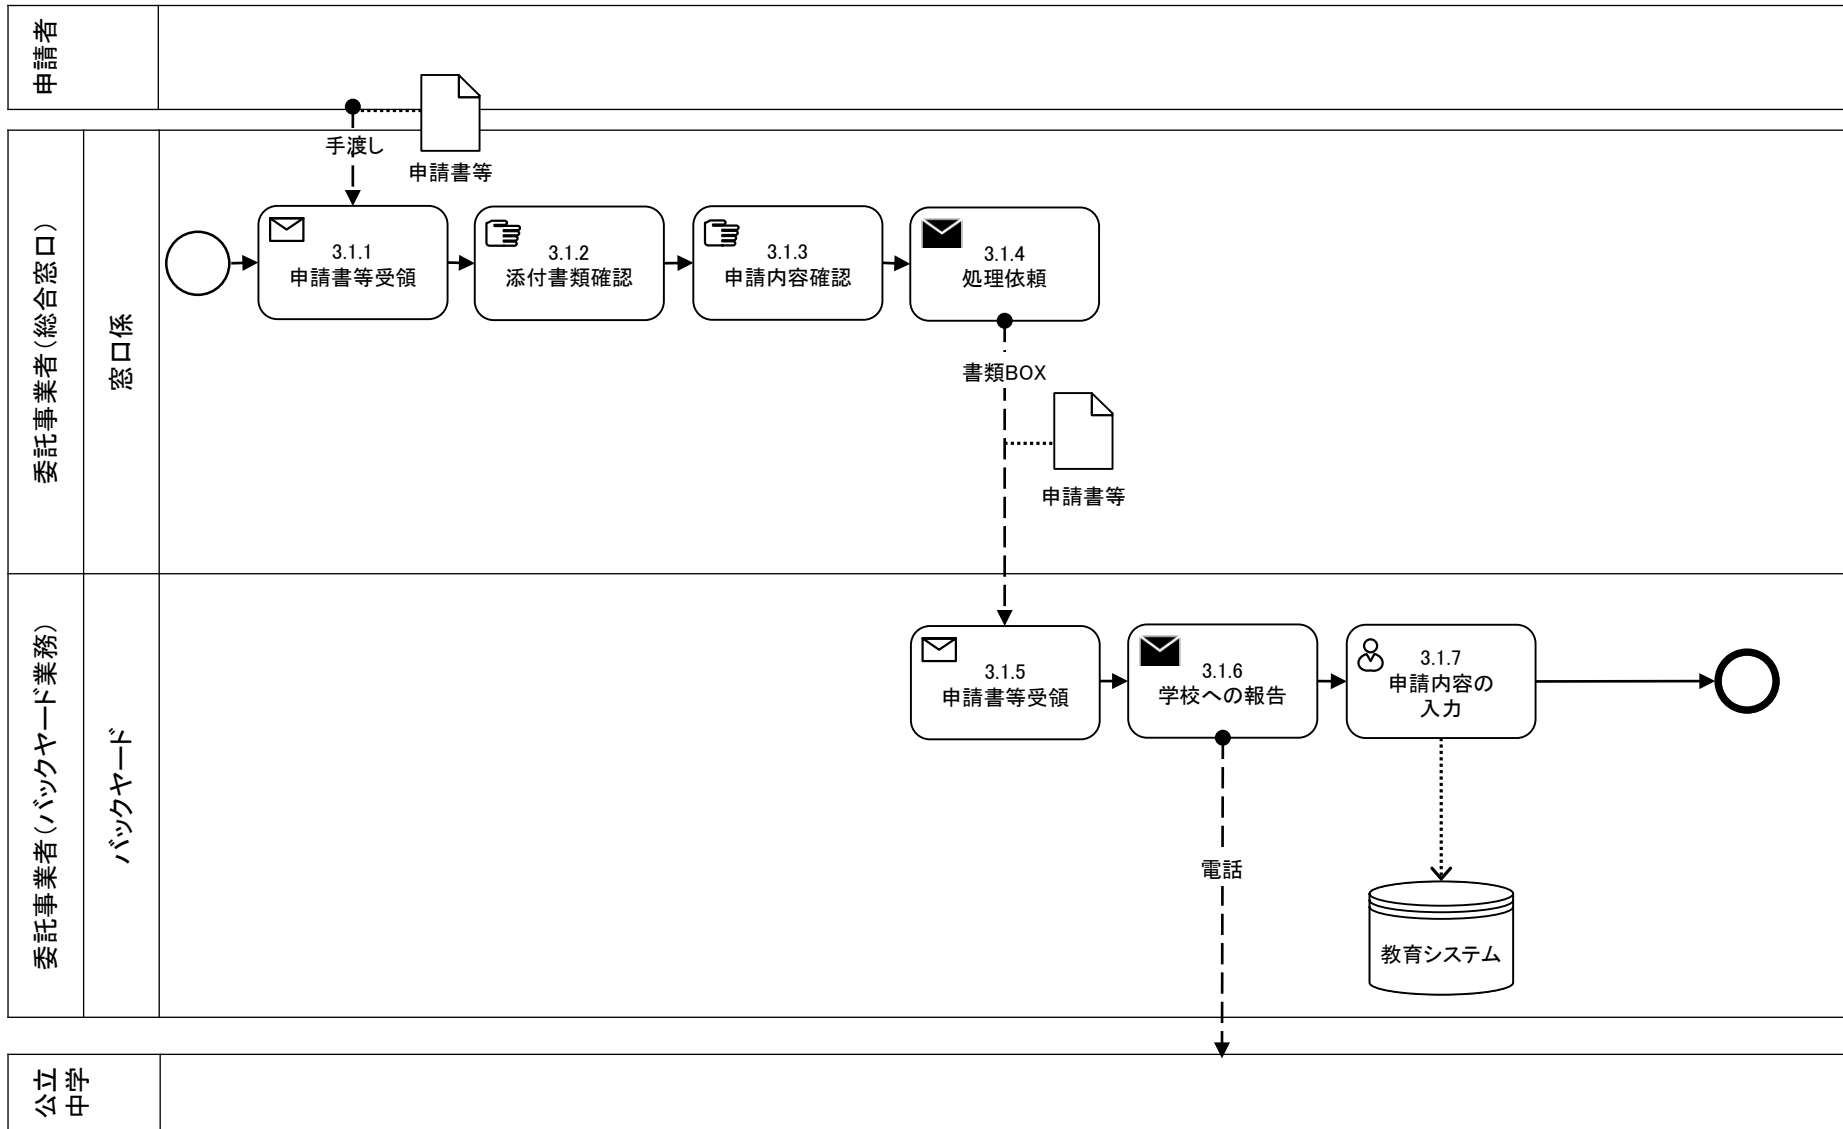 申請者
手渡し
申請書等
委託事業者（総合窓口）
窓口係
3.1.1
申請書等受領
3.1.2
添付書類確認
3.1.3
申請内容確認
3.1.4
処理依頼
書類BOX
申請書等
委託事業者（バックヤード業務）
バックヤード
3.1.5
申請書等受領
3.1.6
学校への報告
3.1.7
申請内容の
入力
電話
教育システム
公立
中学